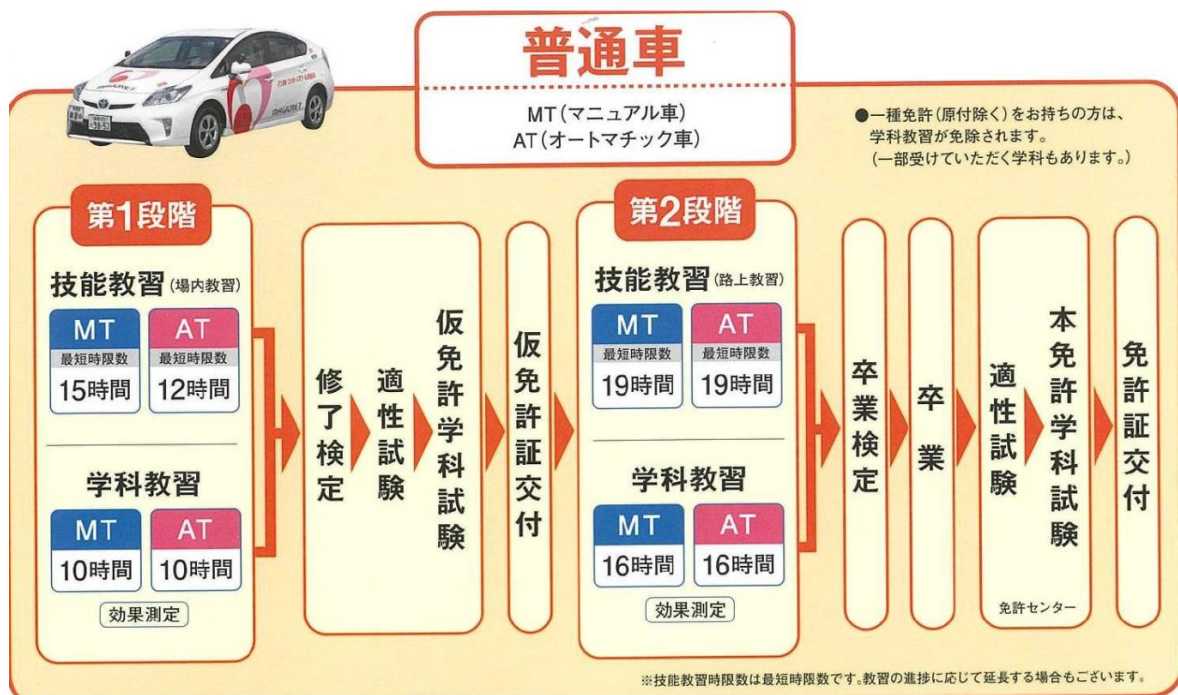 普通車
MT(マニュアル車)
AT(オートマチック車)
●一種免許(原付除く)をお持ちの方は、
学科教習が免除されます。
(一部受けていただく学科もあります。)
第1段階
技能教習(場内教習)
MT
最短時限数
15時間
AT
最短時限数
12時間
学科教習
MT
10時間
AT
10時間
効果測定
修了検定
適性試験
仮免許学科試験
仮免許証交付
第2段階
技能教習(路上教習)
MT
最短時限数
19時間
AT
最短時限数
19時間
学科教習
MT
16時間
AT
16時間
効果測定
卒業検定
卒業
適性試験
本免許学科試験
免許センター
免許証交付
※技能教習時限数は最短時限数です。教習の進捗に応じて延長する場合もございます。